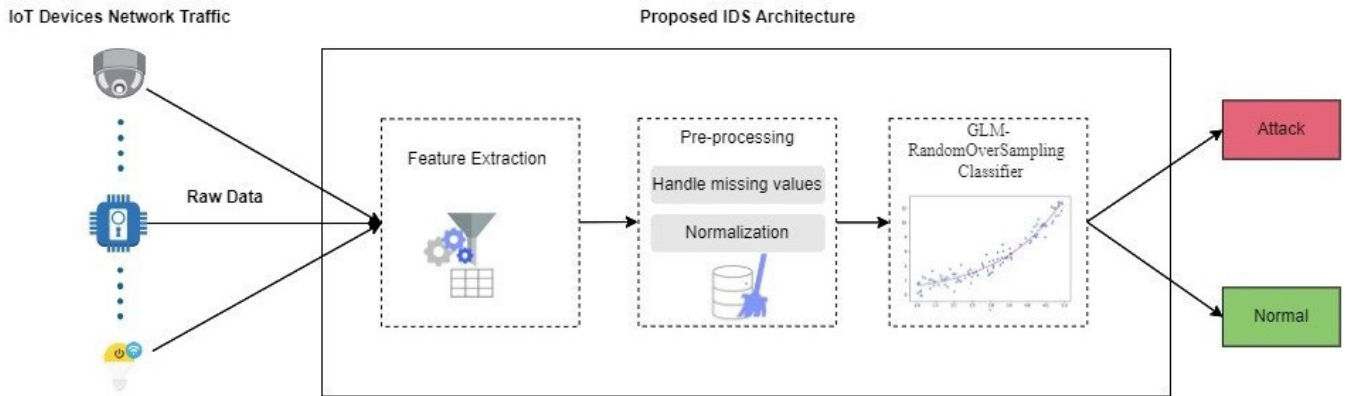 IoT Devices Network Traffic
Proposed IDS Architecture
Raw Data
Feature Extraction
Pre-processing
Handle missing values
Normalization
GLM-
RandomOverSampling
Classifier
Attack
Normal